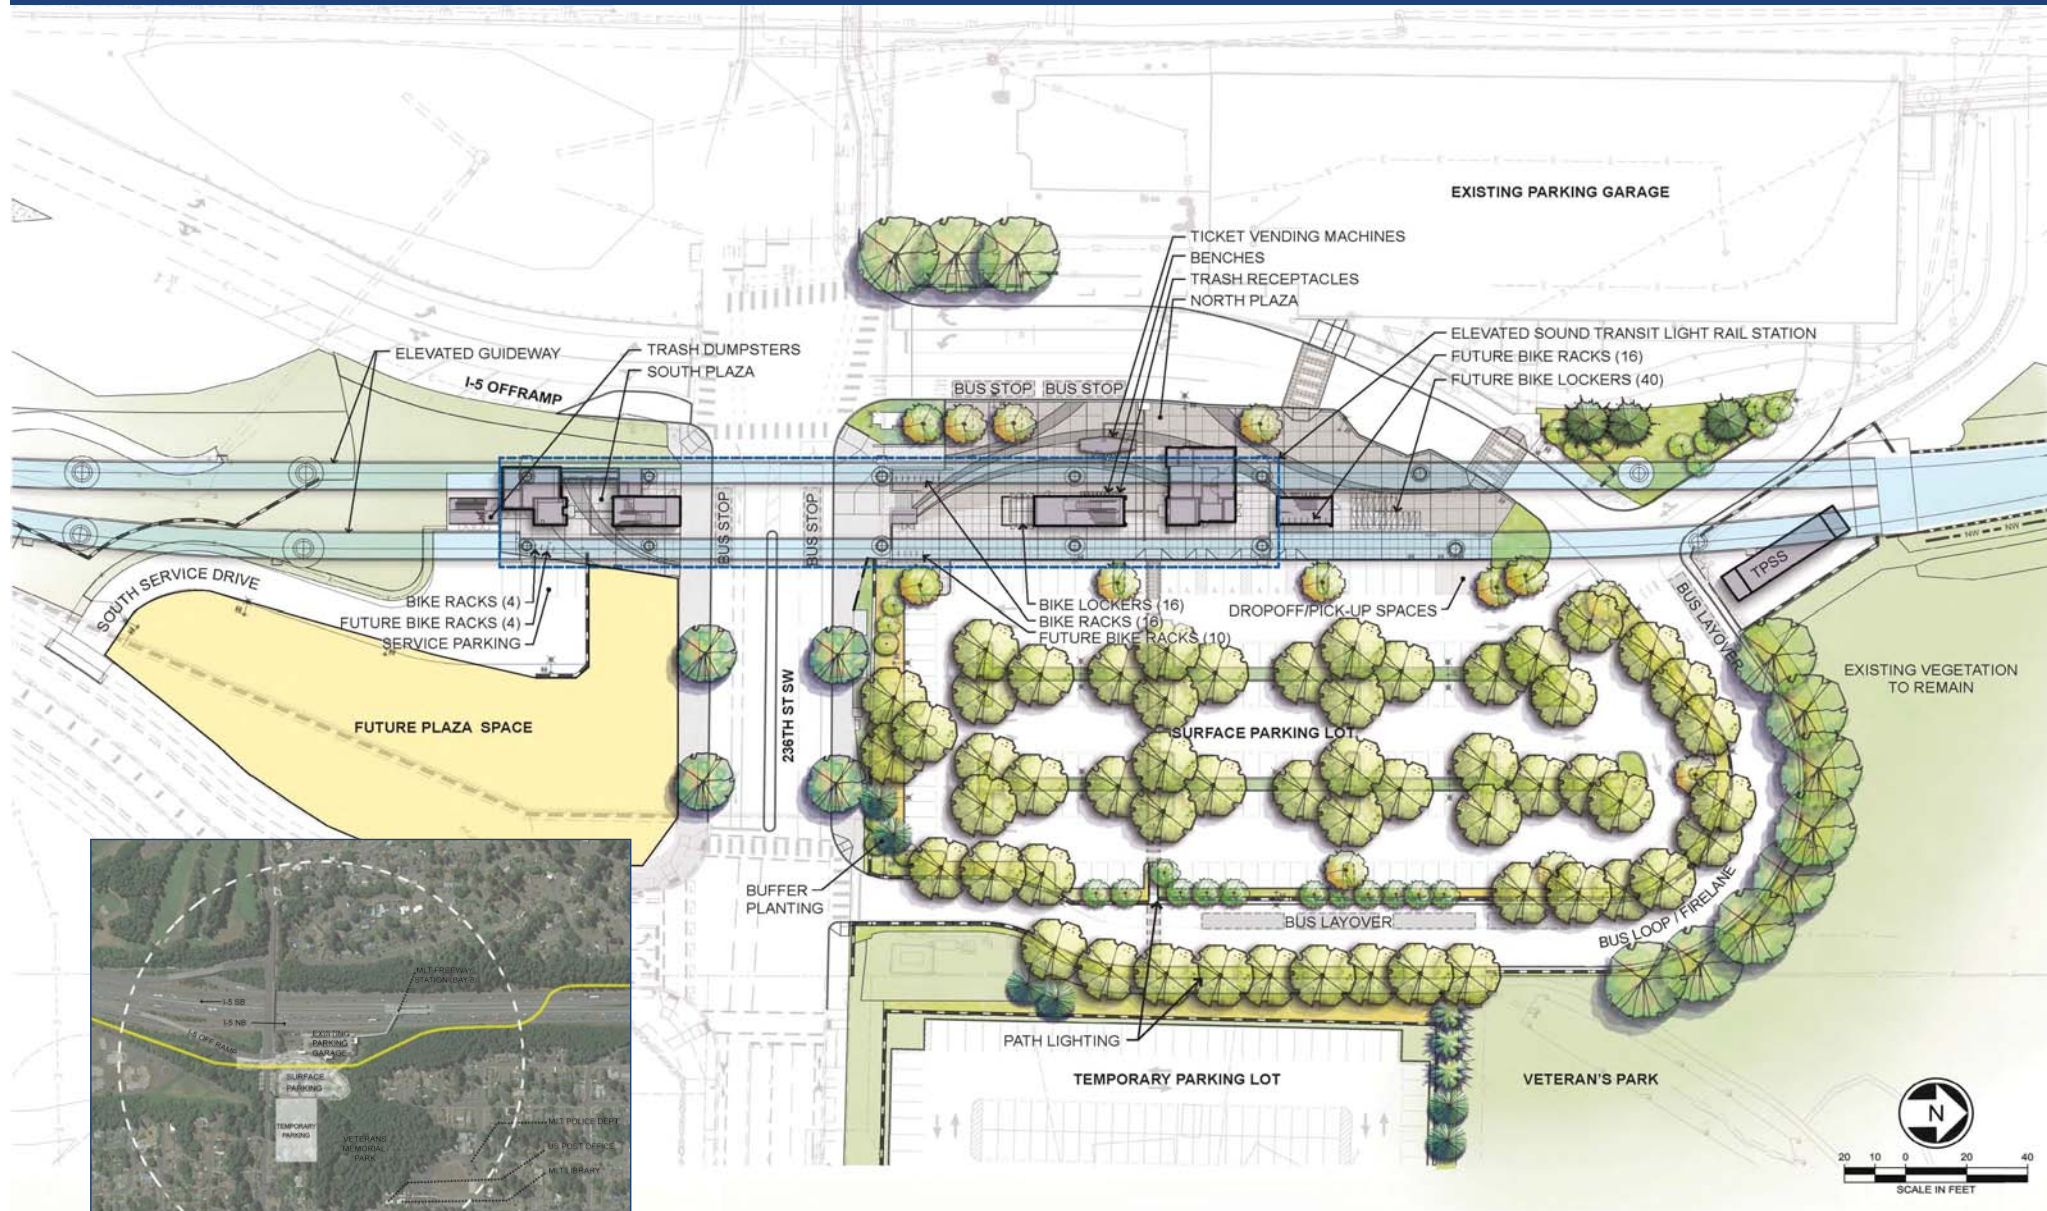 EXISTING PARKING GARAGE
TICKET VENDING MACHINES
BENCHES
TRASH RECEPTACLES
NORTH PLAZA
ELEVATED SOUND TRANSIT LIGHT RAIL STATION
FUTURE BIKE RACKS (16)
FUTURE BIKE LOCKERS (40)
ELEVATED GUIDEWAY
TRASH DUMPSTERS
SOUTH PLAZA
I-5 OFFRAMP
BUS STOP
BUS STOP
BUS STOP
BUS STOP
TPSS
NW
NW
BUS LAYOVER
SOUTH SERVICE DRIVE
BIKE RACKS (4)
FUTURE BIKE RACKS (4)
SERVICE PARKING
BIKE LOCKERS (16)
BIKE RACKS (16)
FUTURE BIKE RACKS (10)
DROPOFF/PICK-UP SPACES
EXISTING VEGETATION
TO REMAIN
FUTURE PLAZA SPACE
236TH ST SW
SURFACE PARKING LOT
BUFFER
PLANTING
BUS LAYOVER
BUS LOOP / FIRELANE
PATH LIGHTING
TEMPORARY PARKING LOT
VETERAN'S PARK
MLT FREEWAY
I-5 SB
I-5 NB
I-5 OFF RAMP
EXISTING
PARKING
GARAGE
SURFACE
PARKING
TEMPORARY
PARKING
VETERANS
MEMORIAL
PARK
MLT POLICE DEPT
US POST OFFICE
MLT LIBRARY
N
20 10 0 20 40
SCALE IN FEET